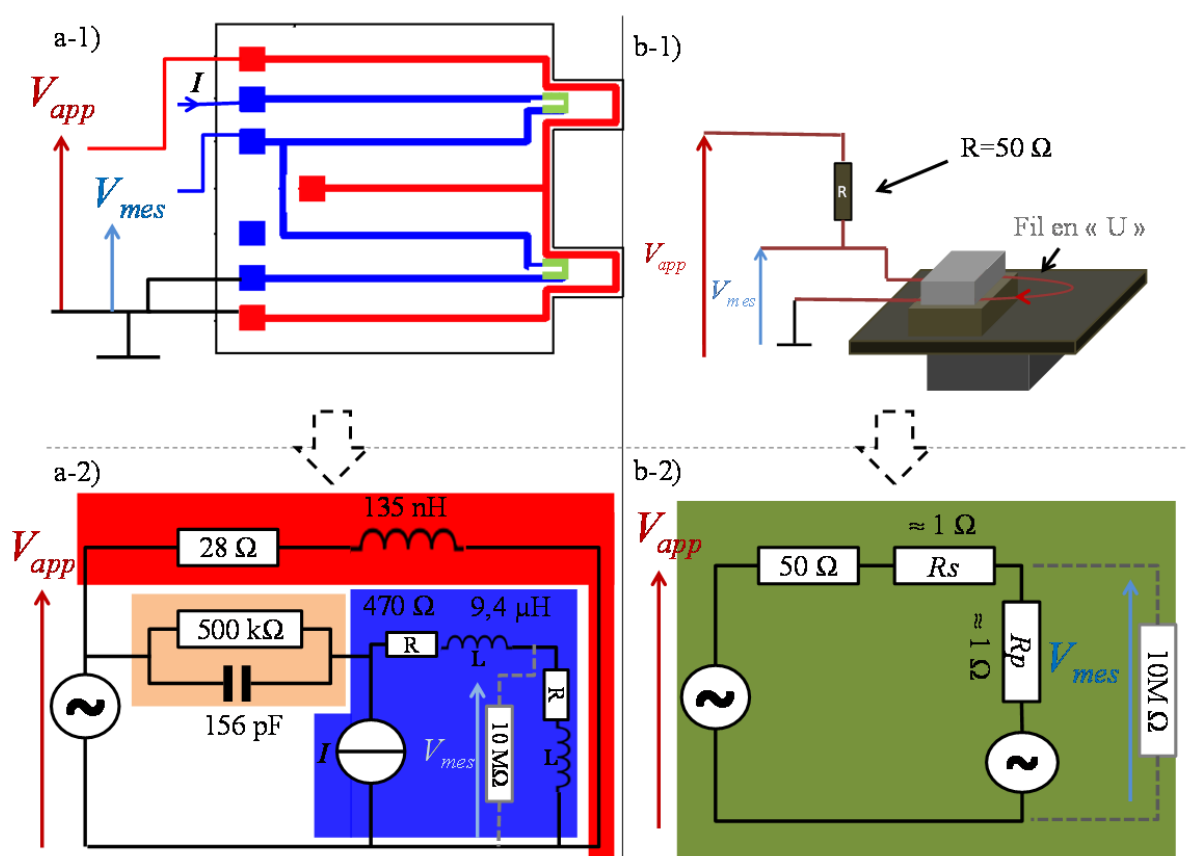 a-1)
V_app
I
V_mes
b-1)
R=50 Ω
R
Fil en « U »
V_app
V_mes
a-2)
135 nH
V_app
28 Ω
470 Ω
9,4 µH
500 kΩ
R
L
156 pF
I
V_mes
10 MΩ
R
L
b-2)
V_app
≈ 1 Ω
50 Ω
Rs
≈ 1 Ω
Rp
V_mes
10M Ω